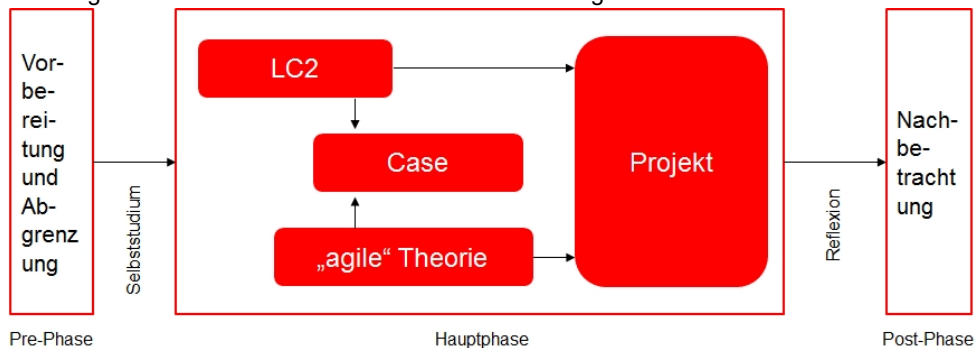 Vor-
be-
rei-
tung
und
Ab-
grenz
ung
Selbststudium
LC2
Case
„agile“ Theorie
Projekt
Reflexion
Nach-
be-
tracht
ung
Pre-Phase
Hauptphase
Post-Phase